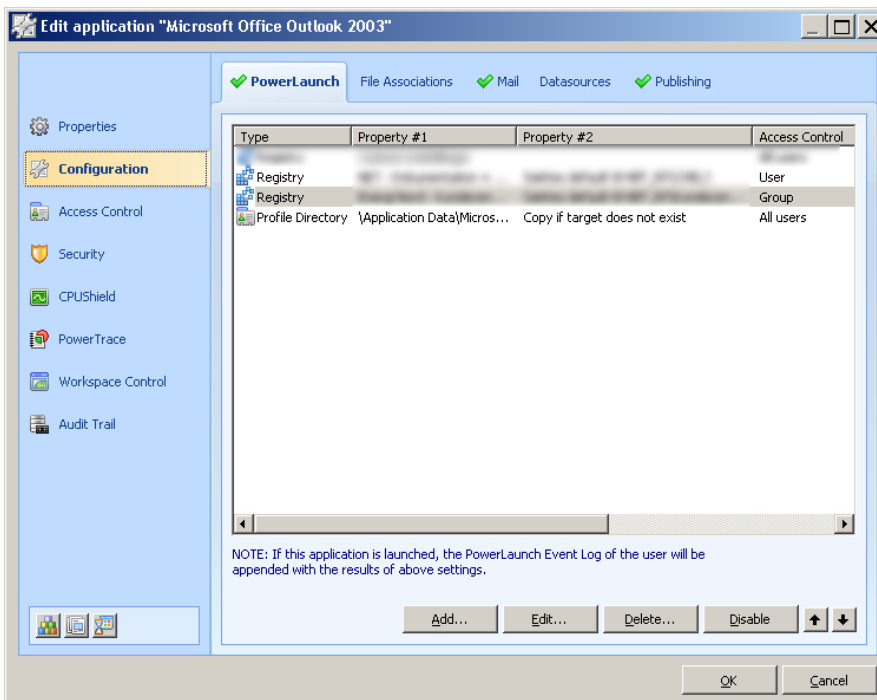 Edit application "Microsoft Office Outlook 2003"
PowerLaunch File Associations Mail Datasources Publishing
Properties
Configuration
Access Control
Security
CPUShield
PowerTrace
Workspace Control
Audit Trail
Type Property #1 Property #2 Access Control
Registry User
Registry Group
Profile Directory \Application Data\Micros... Copy if target does not exist All users
NOTE: If this application is launched, the PowerLaunch Event Log of the user will be
appended with the results of above settings.
Add... Edit... Delete... Disable
OK Cancel